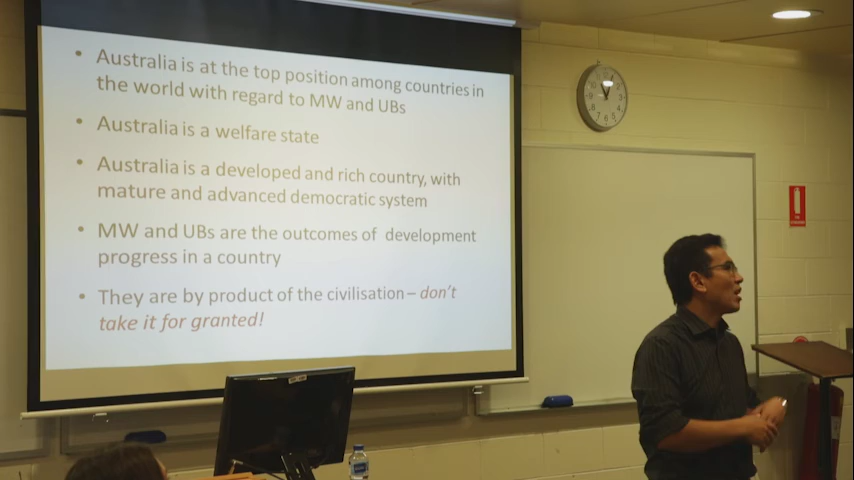 • Australia is at the top position among countries in
the world with regard to MW and UBs
• Australia is a welfare state
• Australia is a developed and rich country, with
mature and advanced democratic system
• MW and UBs are the outcomes of development
progress in a country
• They are by product of the civilisation – don't
take it for granted!